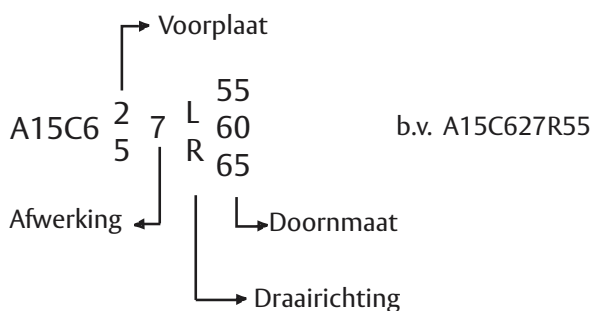 Voorplaat
55
A15C6 2 7 L 60 b.v. A15C627R55
5 R
65
Afwerking
Doornmaat
Draairichting